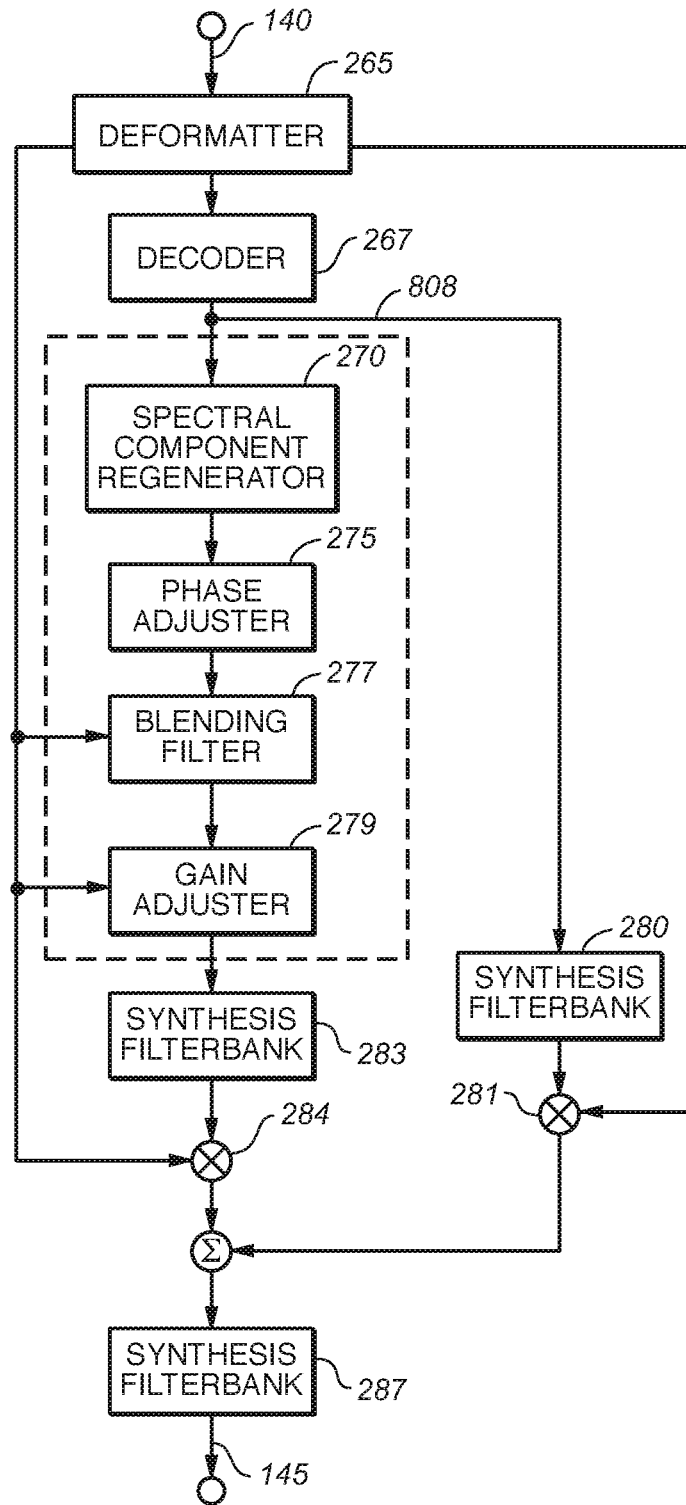 140
265
DEFORMATTER
DECODER
267
808
270
SPECTRAL
COMPONENT
REGENERATOR
275
PHASE
ADJUSTER
277
BLENDING
FILTER
279
GAIN
ADJUSTER
280
SYNTHESIS
FILTERBANK
SYNTHESIS
FILTERBANK
283
281
284
Σ
SYNTHESIS
FILTERBANK
287
145